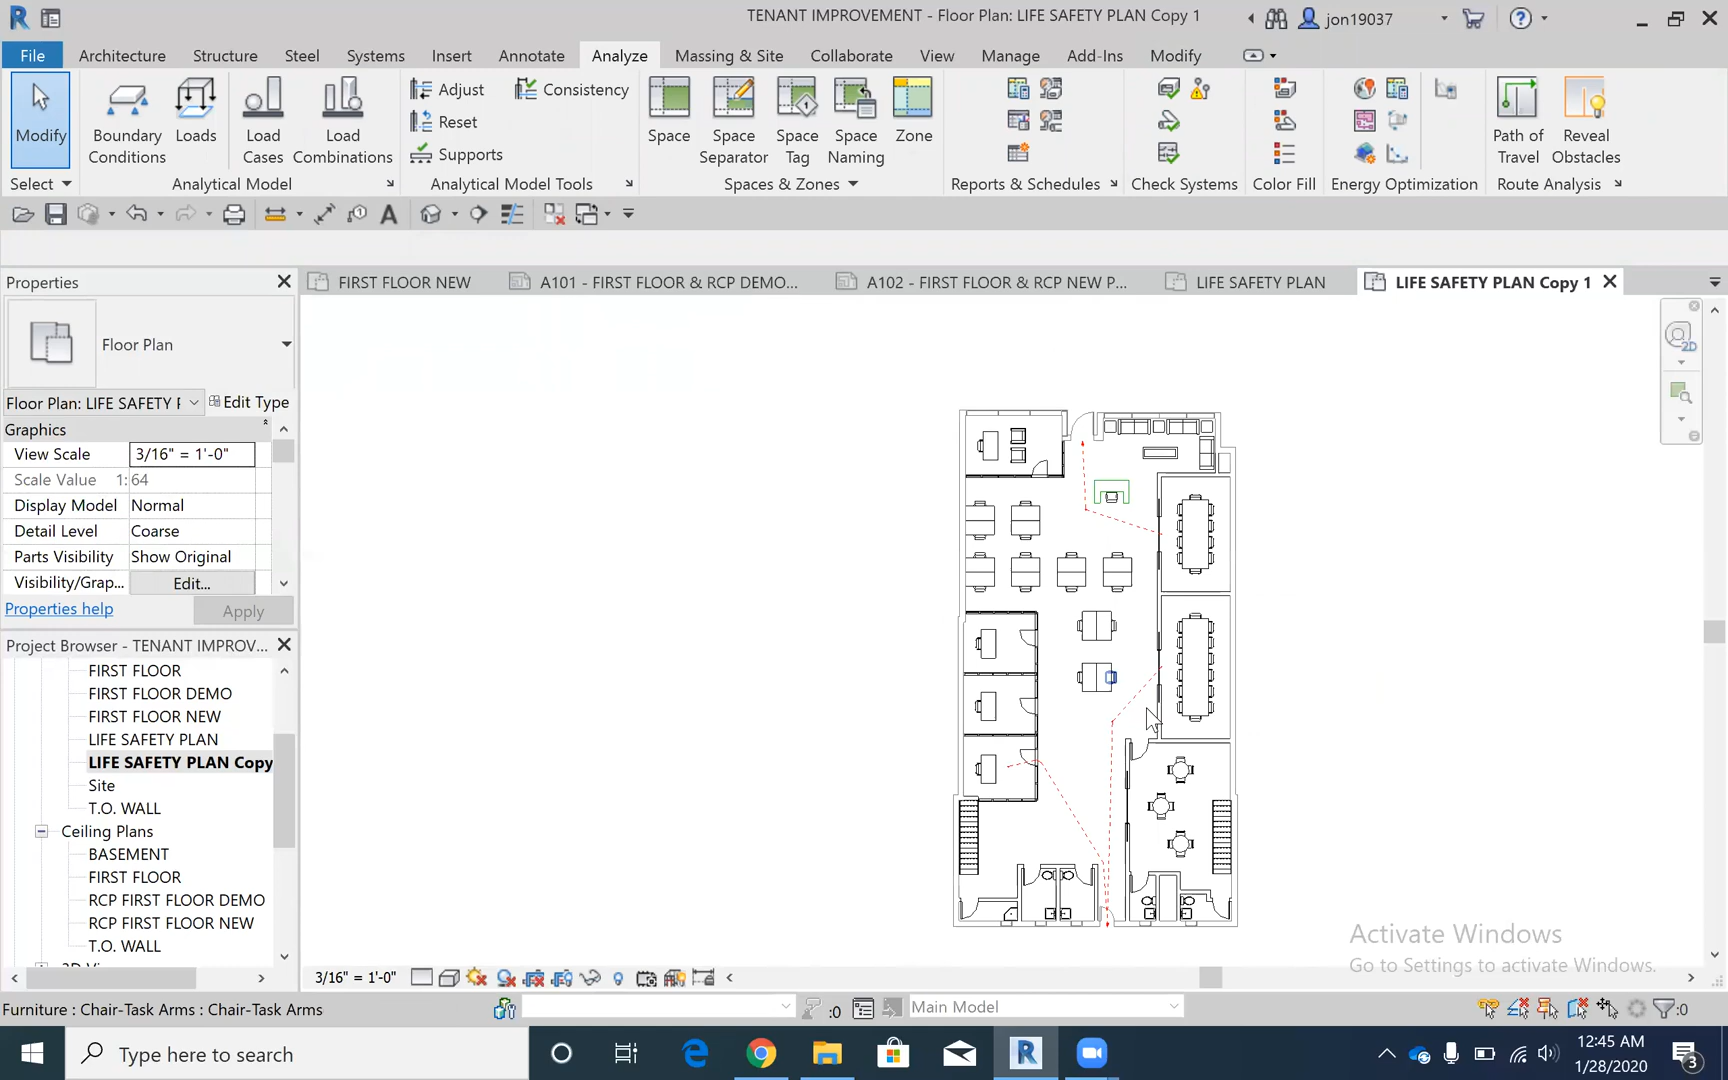 TENANT IMPROVEMENT - Floor Plan: LIFE SAFETY PLAN Copy 1
jon19037
File
Architecture
Structure
Steel
Systems
Insert
Annotate
Analyze
Massing & Site
Collaborate
View
Manage
Add-Ins
Modify
Modify
Boundary
Conditions
Loads
Load
Cases
Load
Combinations
Adjust
Reset
Supports
Consistency
Space
Space
Separator
Space
Tag
Space
Naming
Zone
Path of
Travel
Reveal
Obstacles
Select
Analytical Model
Analytical Model Tools
Spaces & Zones
Reports & Schedules
Check Systems
Color Fill
Energy Optimization
Route Analysis
Properties
FIRST FLOOR NEW
A101 - FIRST FLOOR & RCP DEMO...
A102 - FIRST FLOOR & RCP NEW P...
LIFE SAFETY PLAN
LIFE SAFETY PLAN Copy 1
2D
Floor Plan
Floor Plan: LIFE SAFETY F
Edit Type
Graphics
View Scale 3/16" = 1'-0"
Scale Value 1: 64
Display Model Normal
Detail Level Coarse
Parts Visibility Show Original
Visibility/Grap... Edit...
Properties help
Apply
Project Browser - TENANT IMPROV...
FIRST FLOOR
FIRST FLOOR DEMO
FIRST FLOOR NEW
LIFE SAFETY PLAN
LIFE SAFETY PLAN Copy
Site
T.O. WALL
Ceiling Plans
BASEMENT
FIRST FLOOR
RCP FIRST FLOOR DEMO
RCP FIRST FLOOR NEW
T.O. WALL
Activate Windows
Go to Settings to activate Windows.
3/16" = 1'-0"
Furniture : Chair-Task Arms : Chair-Task Arms
:0
Main Model
:0
Type here to search
12:45 AM
1/28/2020
3